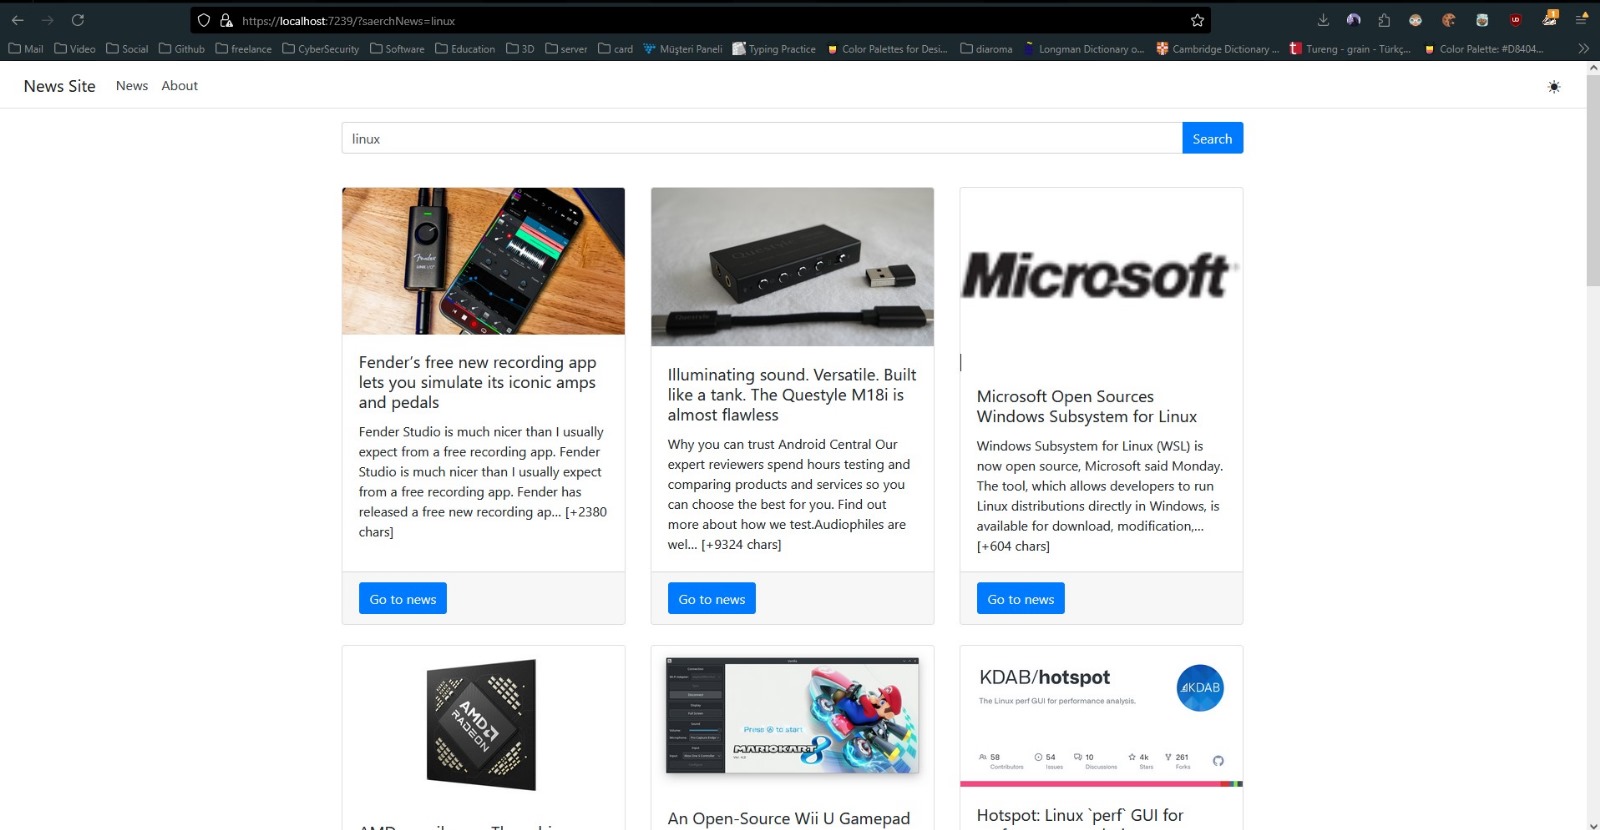 https://localhost:7239/?saerchNews=linux
Mail Video Social Github freelance CyberSecurity Software Education 3D server card Müşteri Paneli Typing Practice Color Palettes for Desi... diaroma Longman Dictionary o... Cambridge Dictionary ... Tureng - grain - Türkç... Color Palette: #D8404...
News Site News About
linux
Search
Fender
Questyle
Microsoft
Fender’s free new recording app
lets you simulate its iconic amps
and pedals
Fender Studio is much nicer than I usually
expect from a free recording app. Fender
Studio is much nicer than I usually expect
from a free recording app. Fender has
released a free new recording ap… [+2380
chars]
Go to news
Illuminating sound. Versatile. Built
like a tank. The Questyle M18i is
almost flawless
Why you can trust Android Central Our
expert reviewers spend hours testing and
comparing products and services so you
can choose the best for you. Find out
more about how we test.Audiophiles are
wel… [+9324 chars]
Go to news
Microsoft Open Sources
Windows Subsystem for Linux
Windows Subsystem for Linux (WSL) is
now open source, Microsoft said Monday.
The tool, which allows developers to run
Linux distributions directly in Windows, is
available for download, modification,…
[+604 chars]
Go to news
AMD
RADEON
Press Ⓐ to start
MARIOKART 8
An Open-Source Wii U Gamepad
KDAB/hotspot
KDAB
The Linux perf GUI for performance analysis.
58 54 10 4k 261
Contributors Issues Discussions Stars Forks
Hotspot: Linux `perf` GUI for